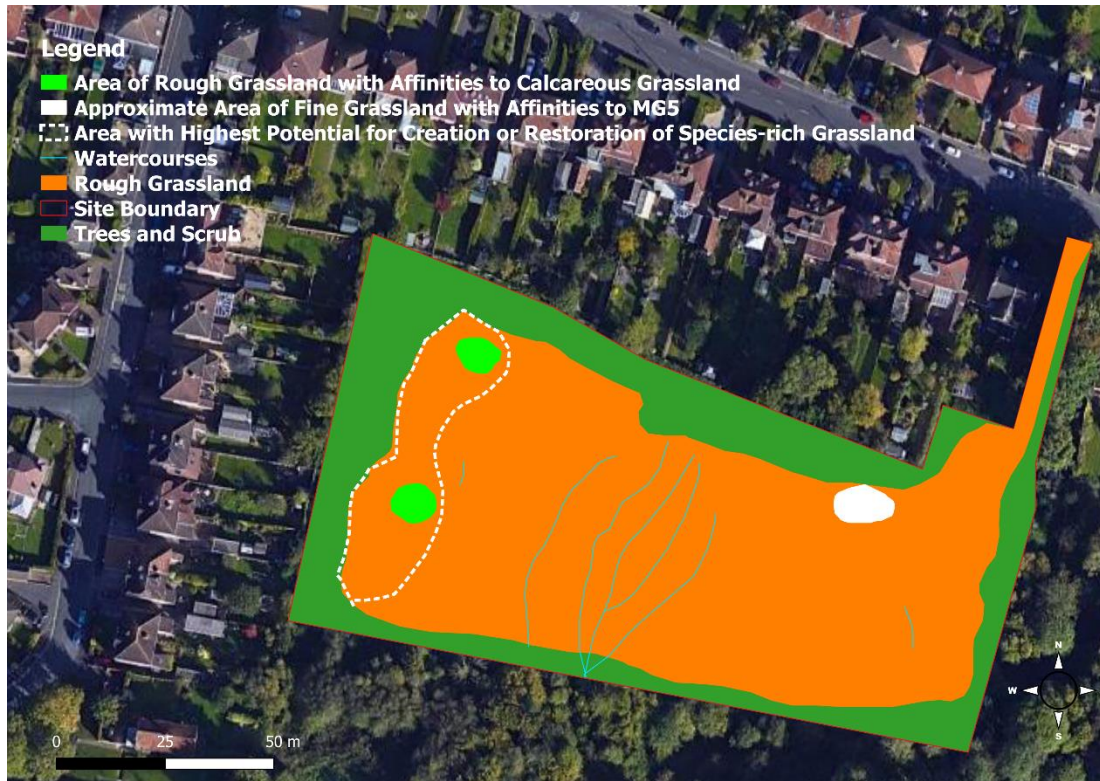 Legend
Area of Rough Grassland with Affinities to Calcareous Grassland
Approximate Area of Fine Grassland with Affinities to MG5
Area with Highest Potential for Creation or Restoration of Species-rich Grassland
Watercourses
Rough Grassland
Site Boundary
Trees and Scrub
N
W
E
S
0 25 50 m